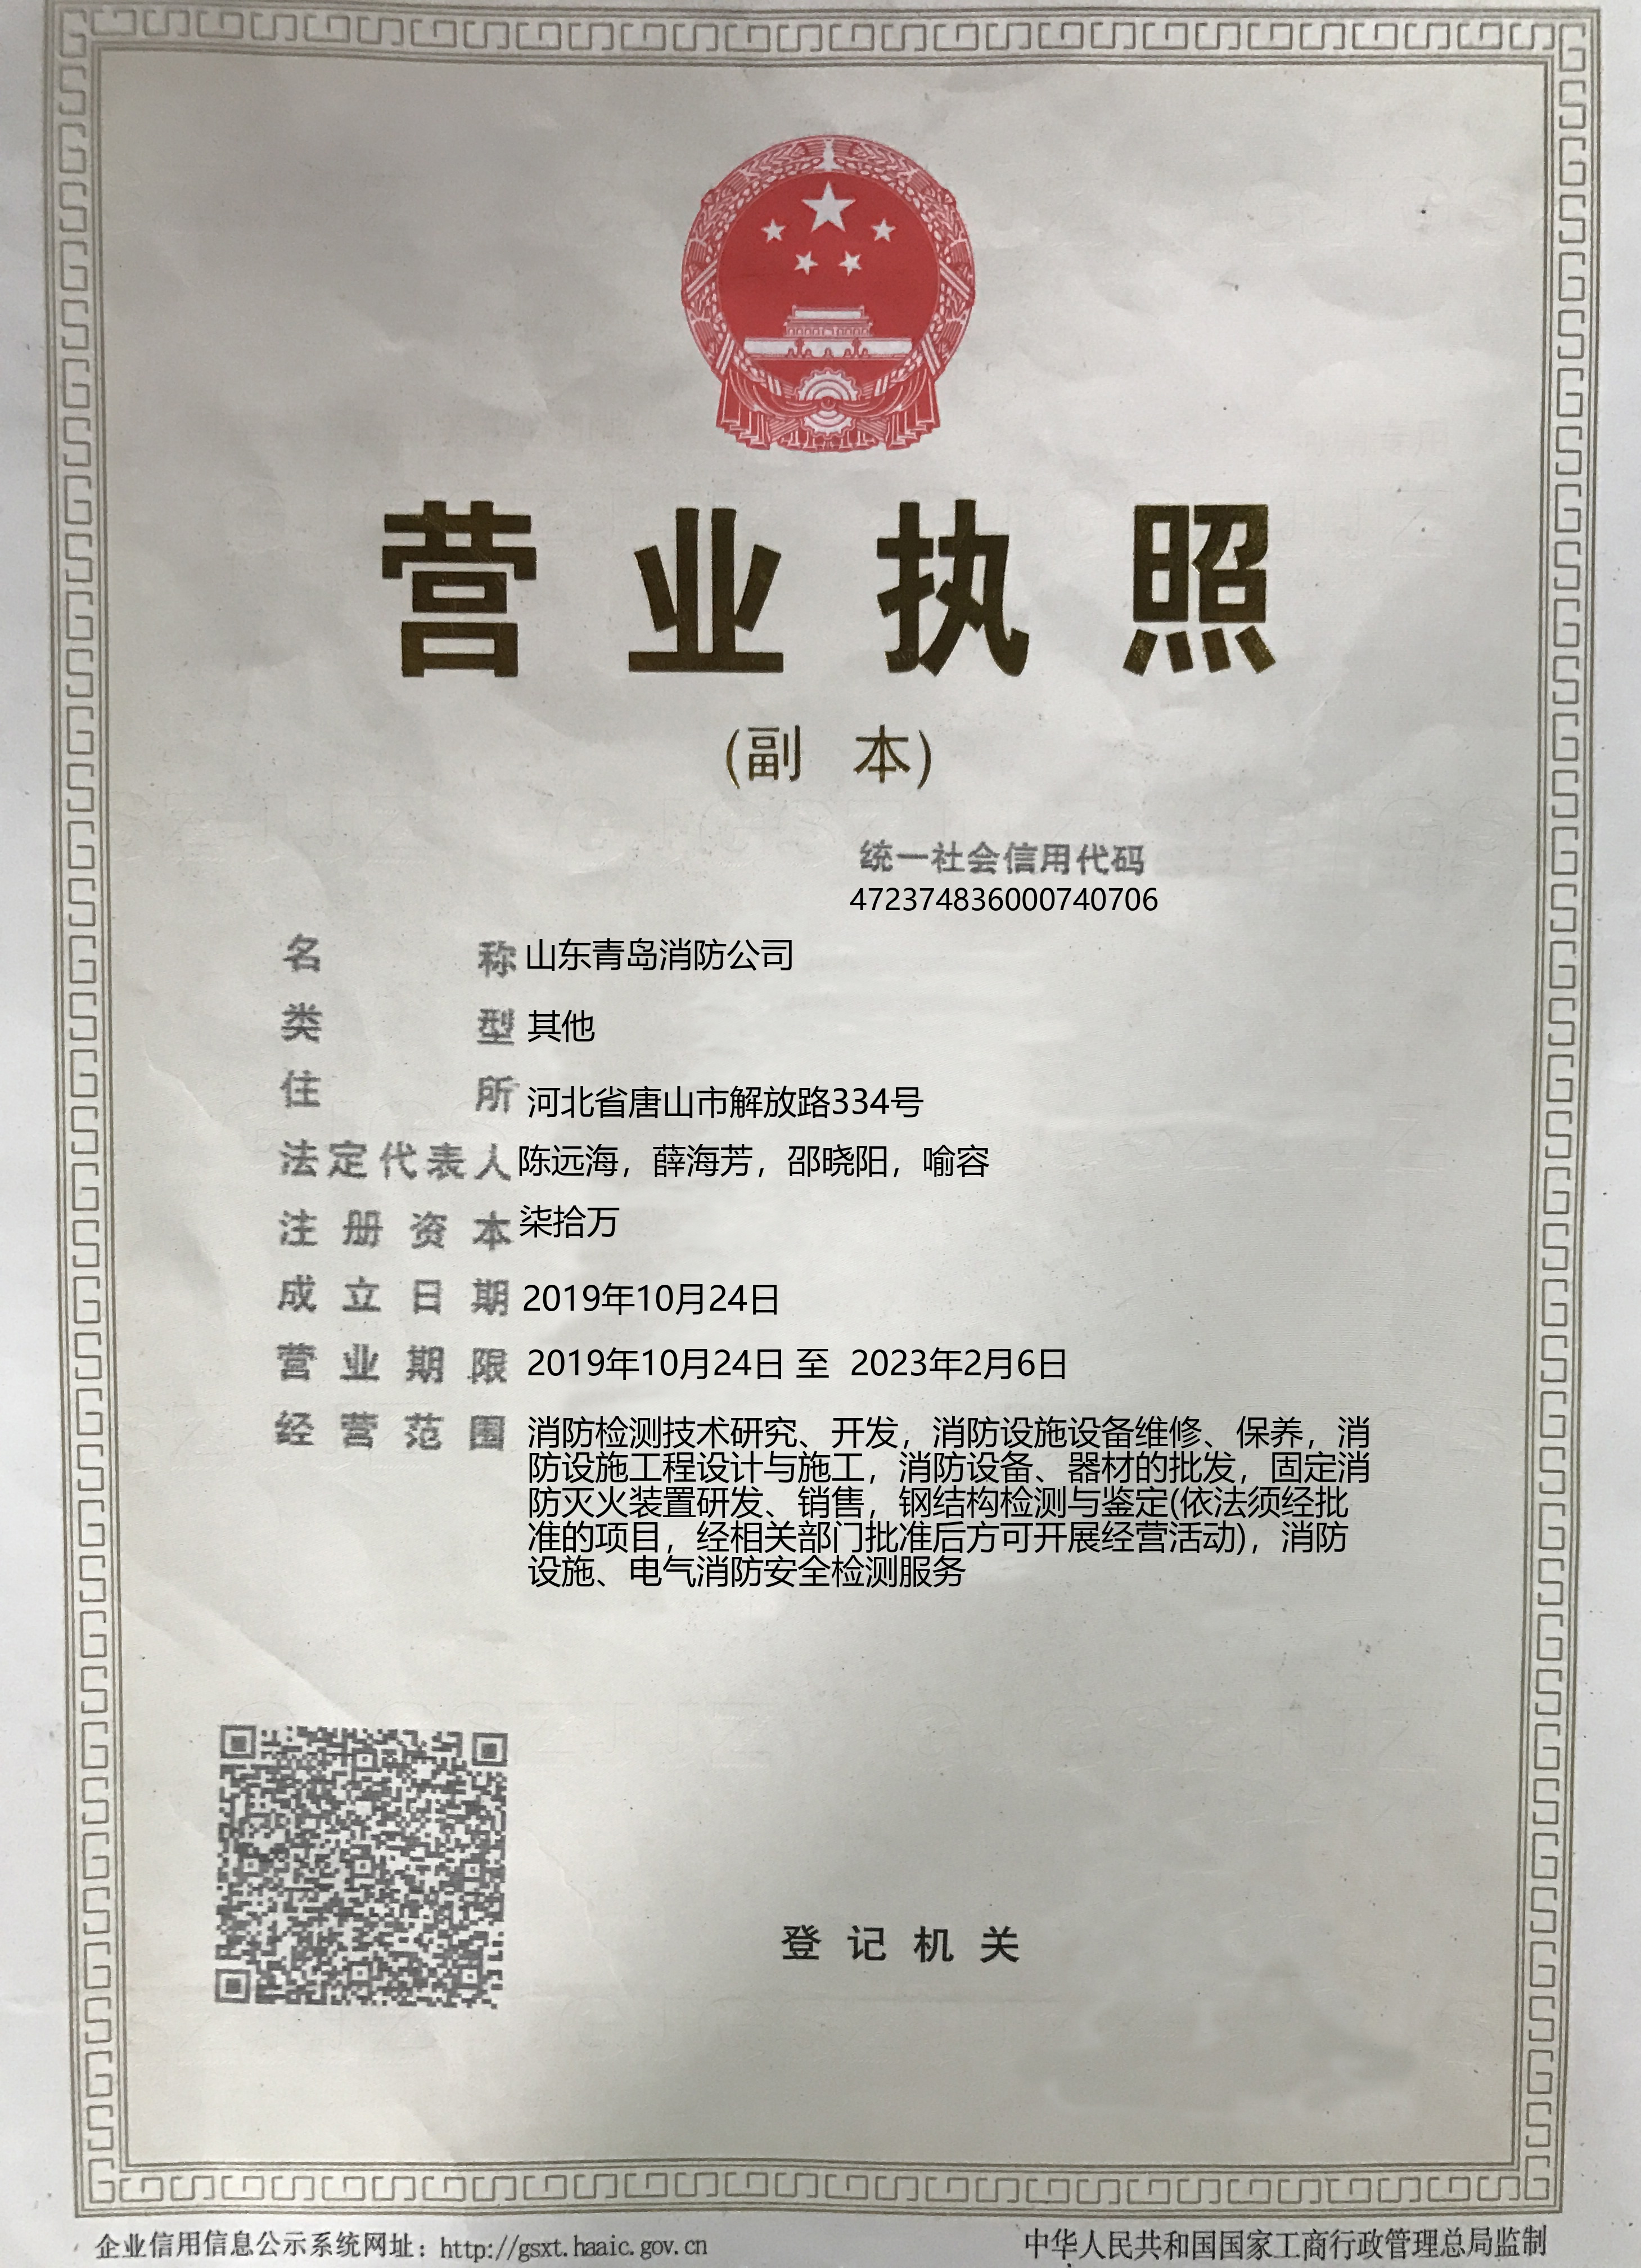 营业执照
(副 本)
统一社会信用代码
472374836000740706
名 称 山东青岛消防公司
类 型 其他
住 所 河北省唐山市解放路334号
法定代表人 陈远海，薛海芳，邵晓阳，喻容
注册资本 柒拾万
成立日期 2019年10月24日
营业期限 2019年10月24日 至 2023年2月6日
经营范围 消防检测技术研究、开发，消防设施设备维修、保养，消
防设施工程设计与施工，消防设备、器材的批发，固定消
防灭火装置研发、销售，钢结构检测与鉴定(依法须经批
准的项目，经相关部门批准后方可开展经营活动)，消防
设施、电气消防安全检测服务
登记机关
企业信用信息公示系统网址：http://gsxt.haaic.gov.cn
中华人民共和国国家工商行政管理总局监制